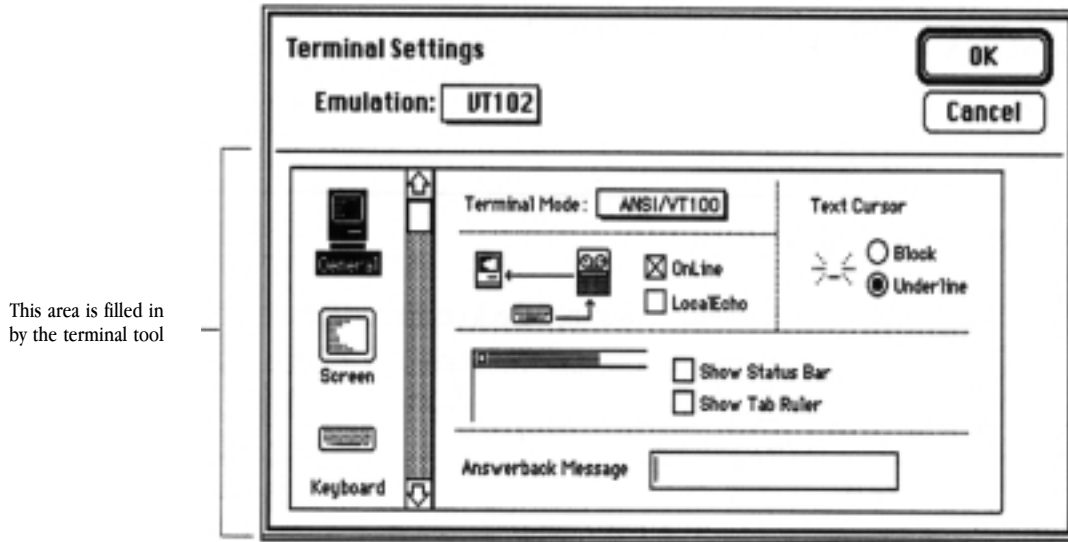 Terminal Settings
OK
Emulation: VT102
Cancel
This area is filled in
by the terminal tool
General
Screen
Keyboard
Terminal Mode: ANSI/VT100
OnLine
LocalEcho
Text Cursor
Block
Underline
Show Status Bar
Show Tab Ruler
Answerback Message